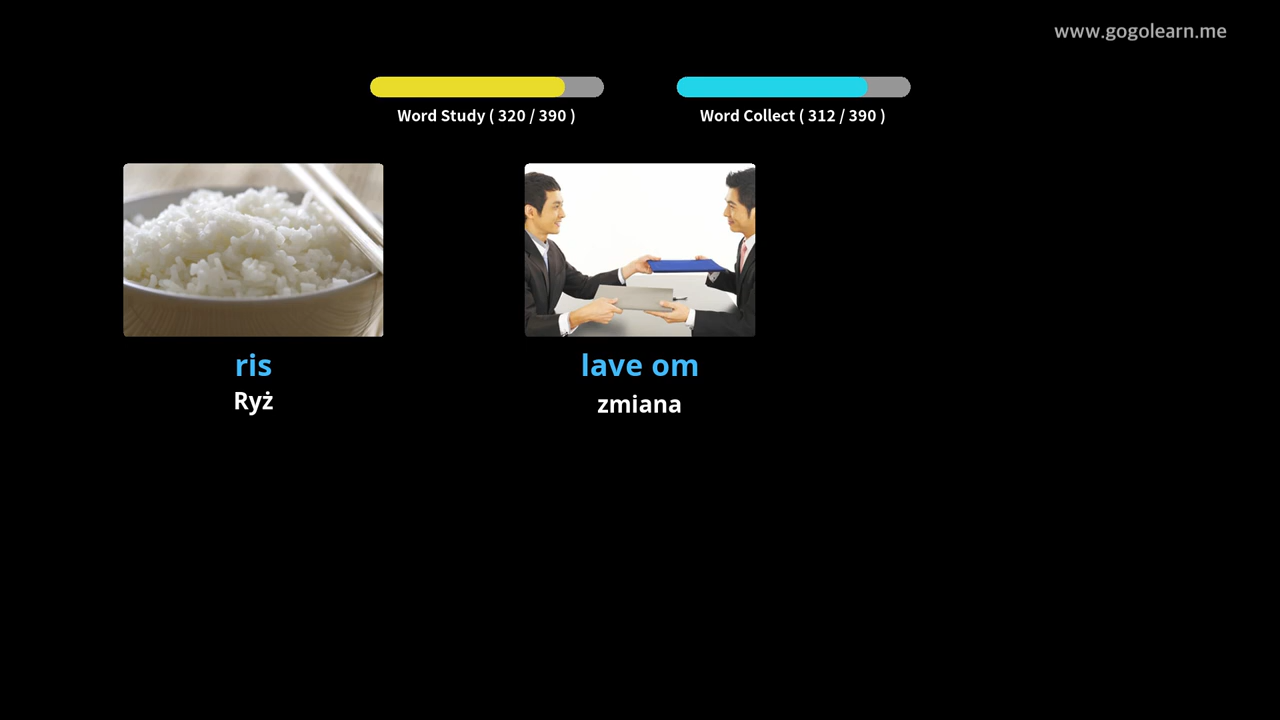 www.gogolearn.me
Word Study ( 320 / 390 )
Word Collect ( 312 / 390 )
ris
Ryż
lave om
zmiana